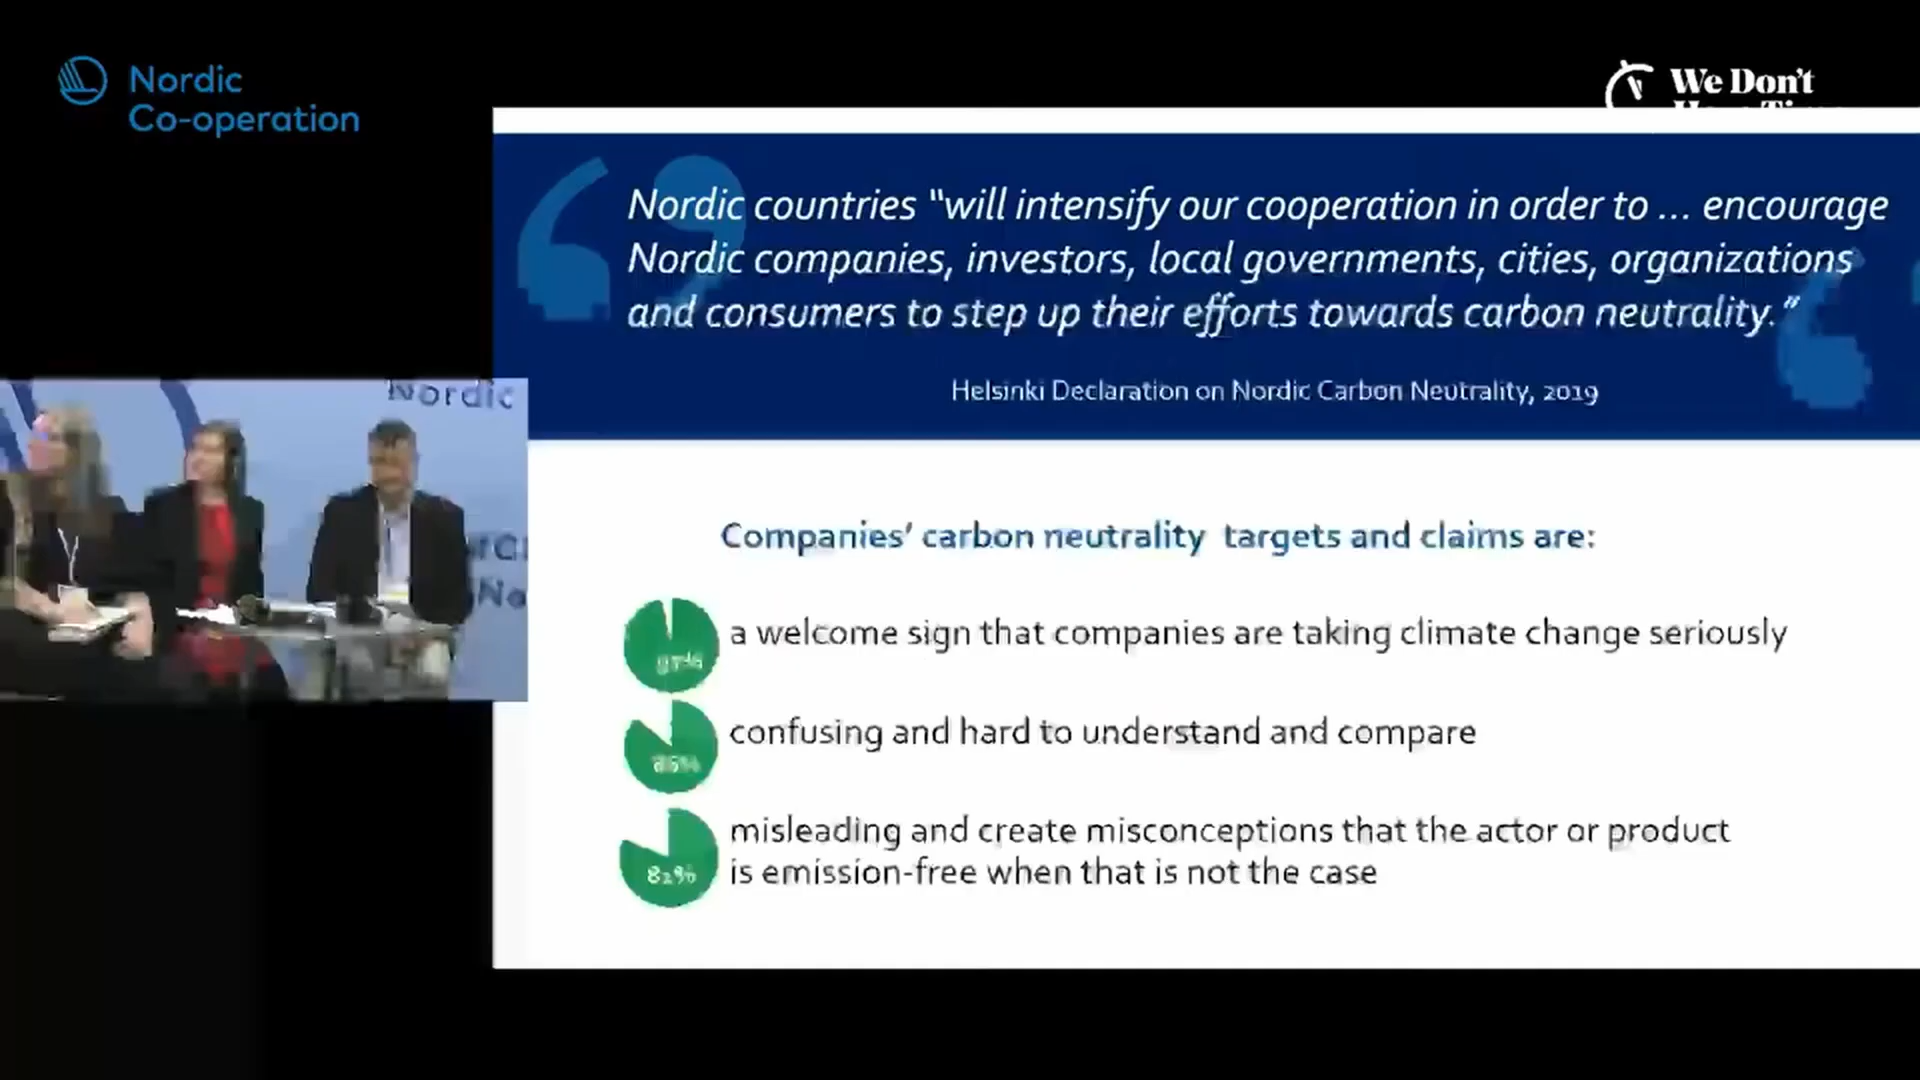 Nordic
Co-operation
We Don't
Nordic countries “will intensify our cooperation in order to ... encourage
Nordic companies, investors, local governments, cities, organizations
and consumers to step up their efforts towards carbon neutrality.”
Helsinki Declaration on Nordic Carbon Neutrality, 2019
Nordic
Companies’ carbon neutrality targets and claims are:
a welcome sign that companies are taking climate change seriously
confusing and hard to understand and compare
misleading and create misconceptions that the actor or product
is emission-free when that is not the case